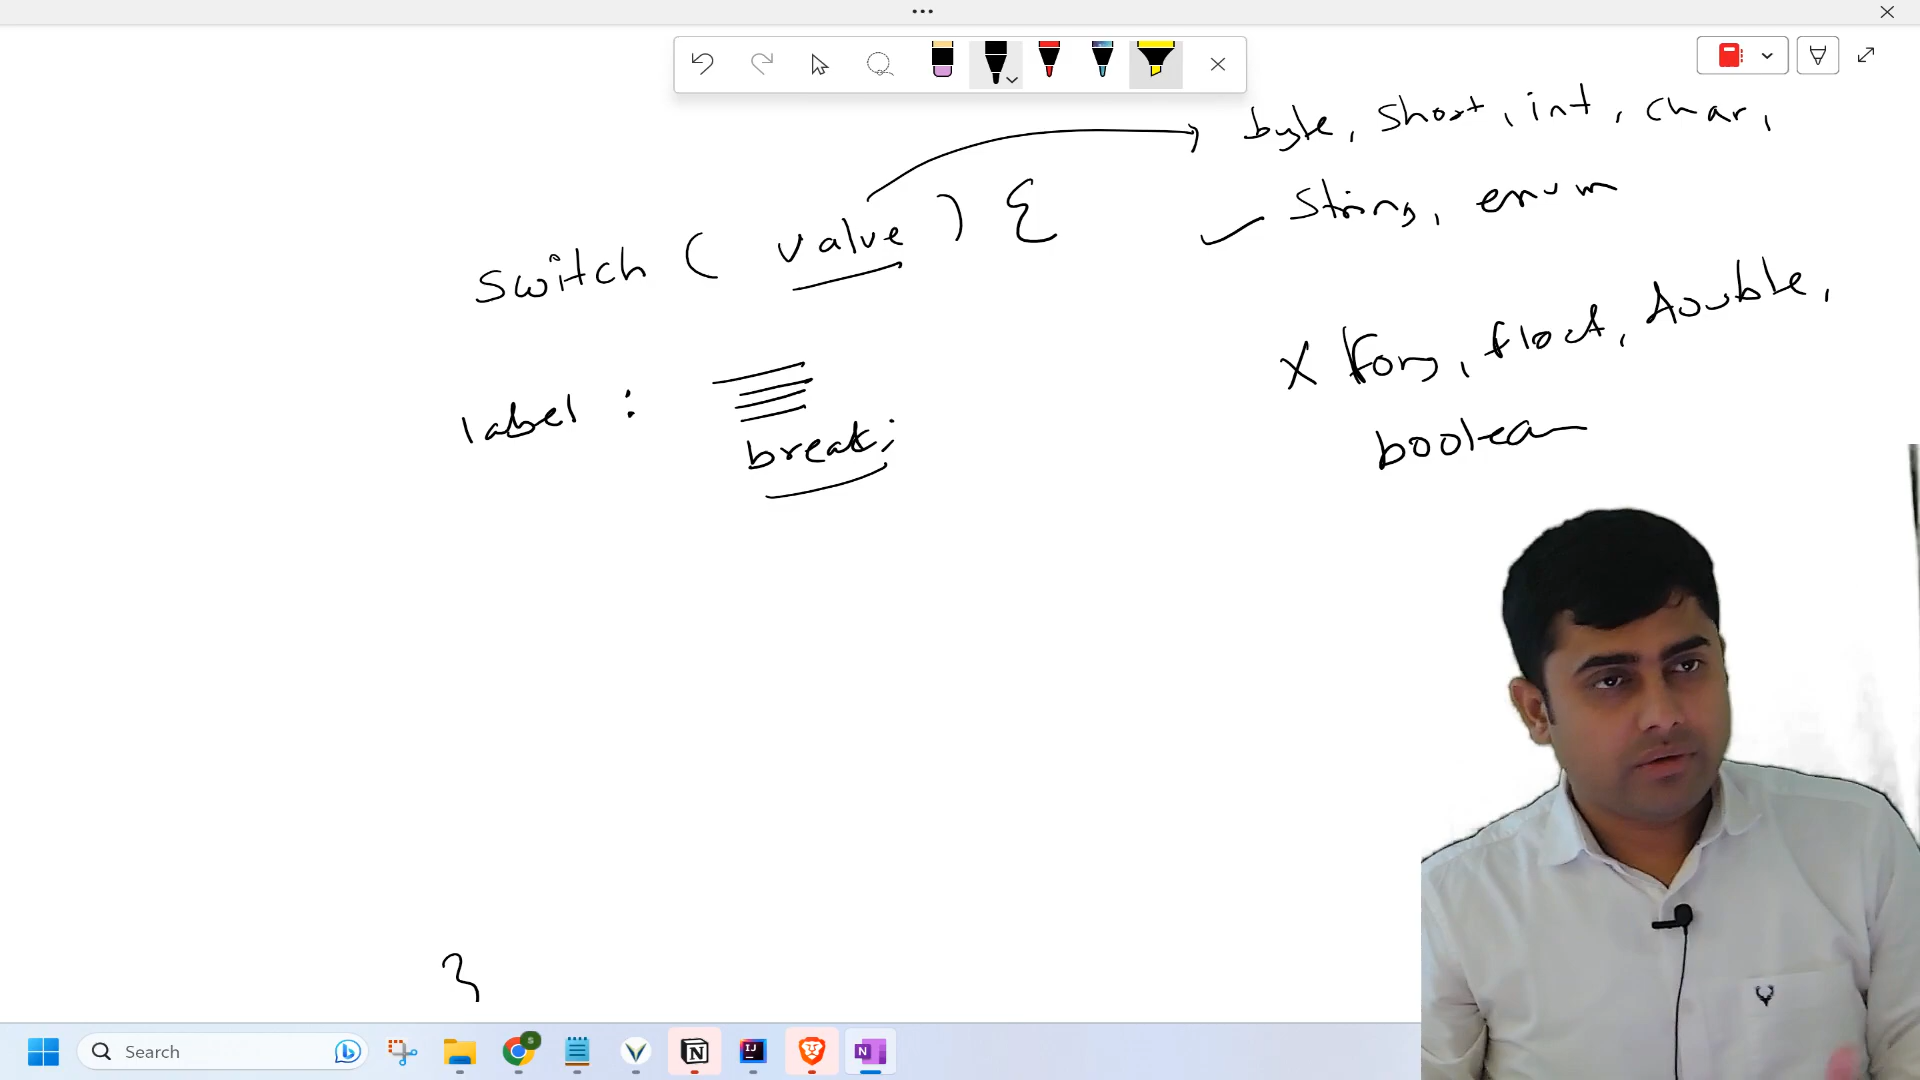 byte, short, int, char,
switch ( value ) {
String, enum
X long, float, double,
label :
break;
boolean
}
Search